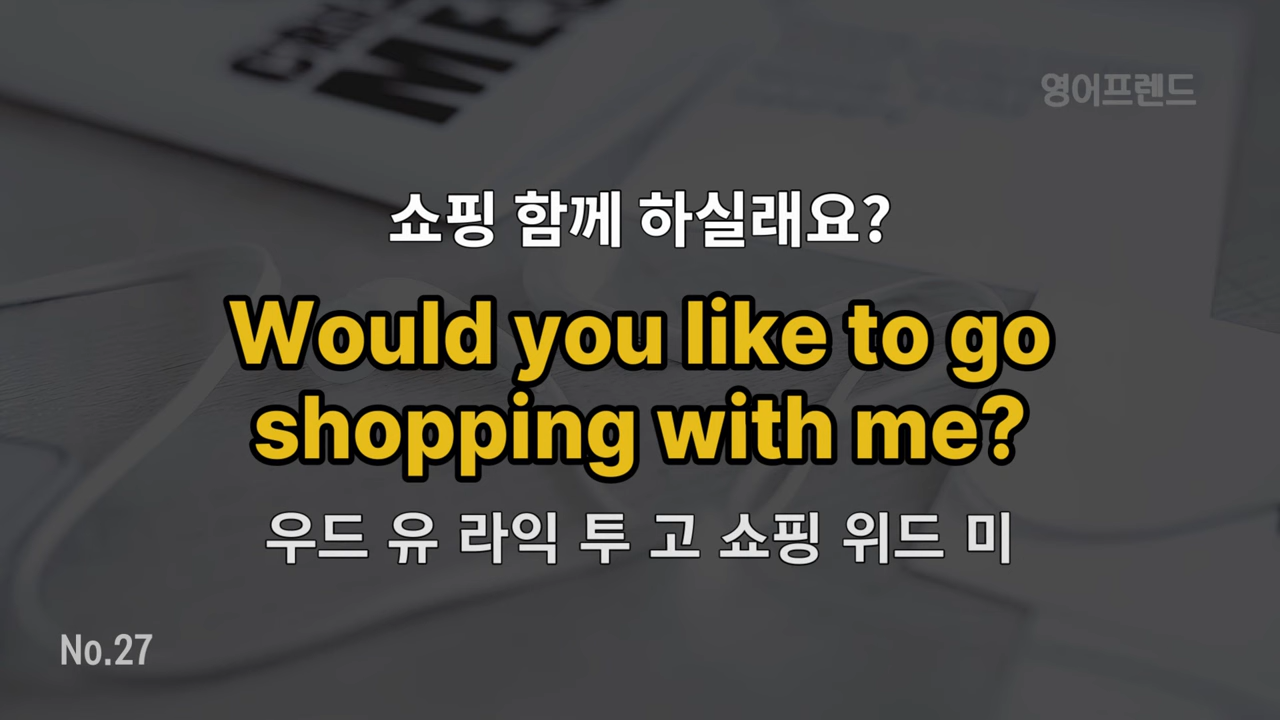 영어프렌드
쇼핑 함께 하실래요?
Would you like to go
shopping with me?
우드 유 라익 투 고 쇼핑 위드 미
No.27